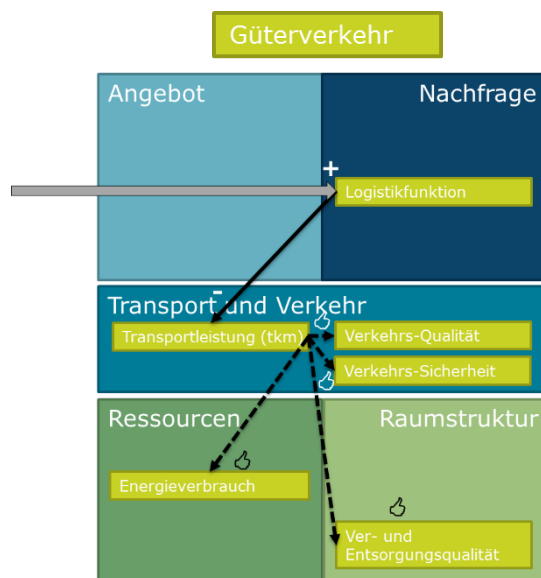 Güterverkehr
Angebot
Nachfrage
+
Logistikfunktion
-
Transport und Verkehr
Transportleistung (tkm)
Verkehrs-Qualität
Verkehrs-Sicherheit
Ressourcen
Raumstruktur
Energieverbrauch
Ver- und
Entsorgungsqualität